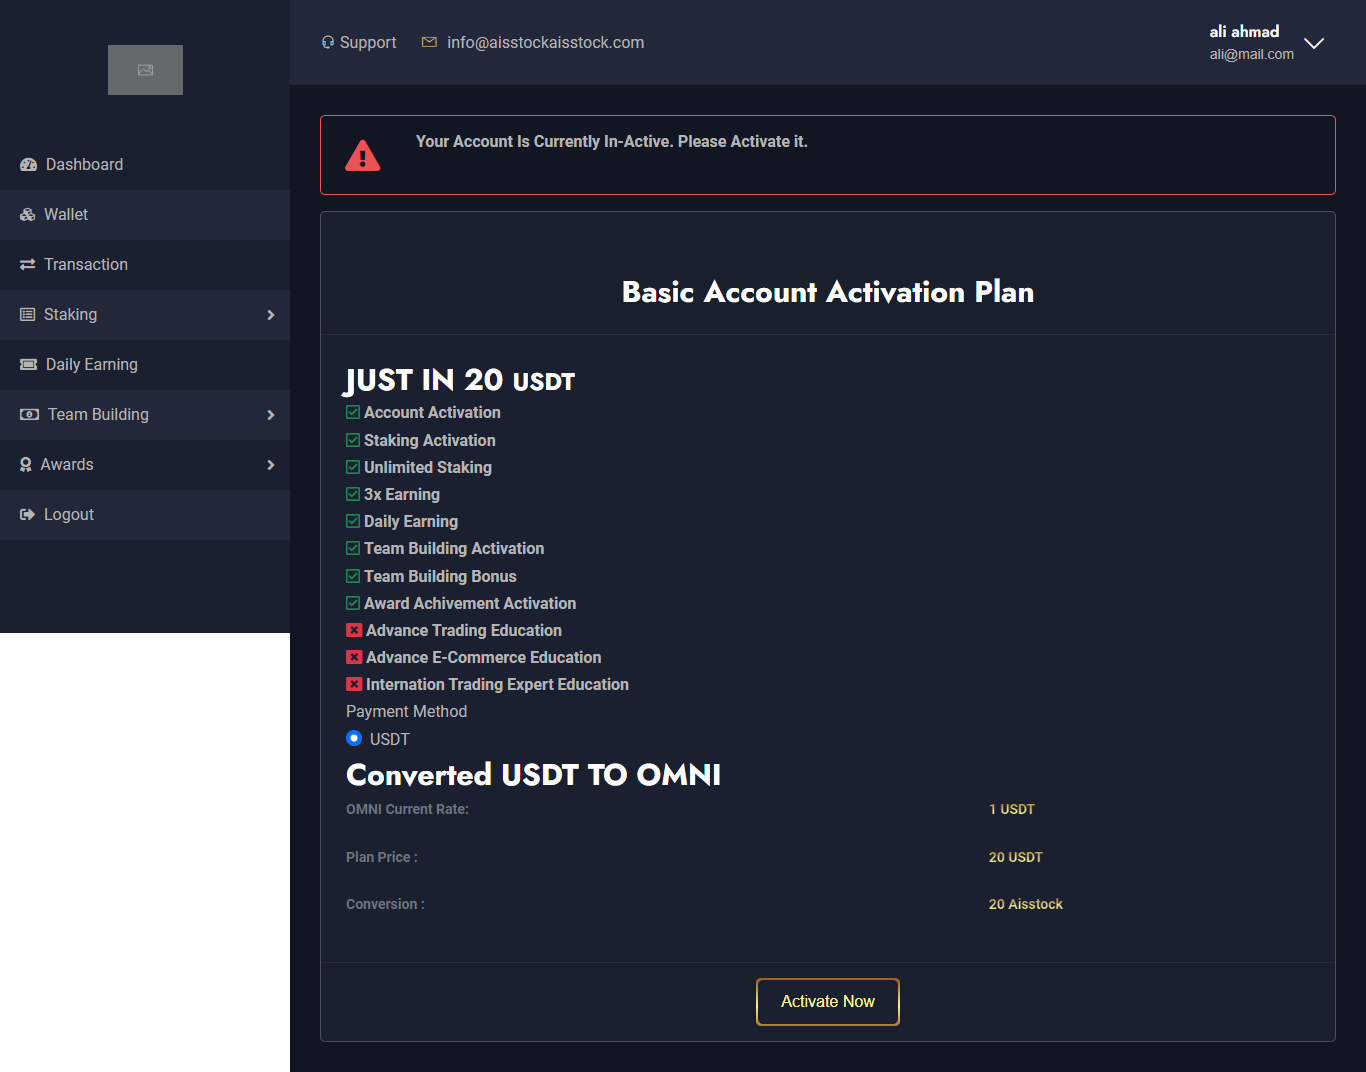 Support info@aisstockaisstock.com
ali ahmad
ali@mail.com
Dashboard
Wallet
Transaction
Staking
Daily Earning
Team Building
Awards
Logout
Your Account Is Currently In-Active. Please Activate it.
Basic Account Activation Plan
JUST IN 20 USDT
Account Activation
Staking Activation
Unlimited Staking
3x Earning
Daily Earning
Team Building Activation
Team Building Bonus
Award Achivement Activation
Advance Trading Education
Advance E-Commerce Education
Internation Trading Expert Education
Payment Method
USDT
Converted USDT TO OMNI
OMNI Current Rate: 1 USDT
Plan Price : 20 USDT
Conversion : 20 Aisstock
Activate Now